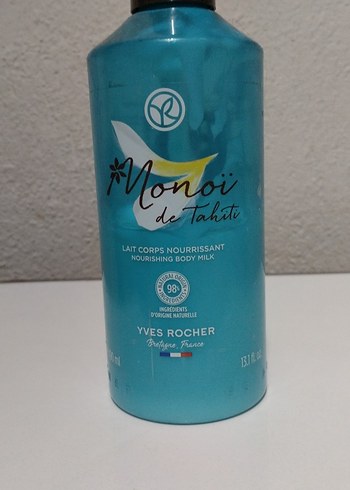 Monoï
de Tahiti
LAIT CORPS NOURRISSANT
NOURISHING BODY MILK
98%
INGRÉDIENTS
D'ORIGINE NATURELLE
YVES ROCHER
Bretagne, France
ml
13.1 fl. oz.